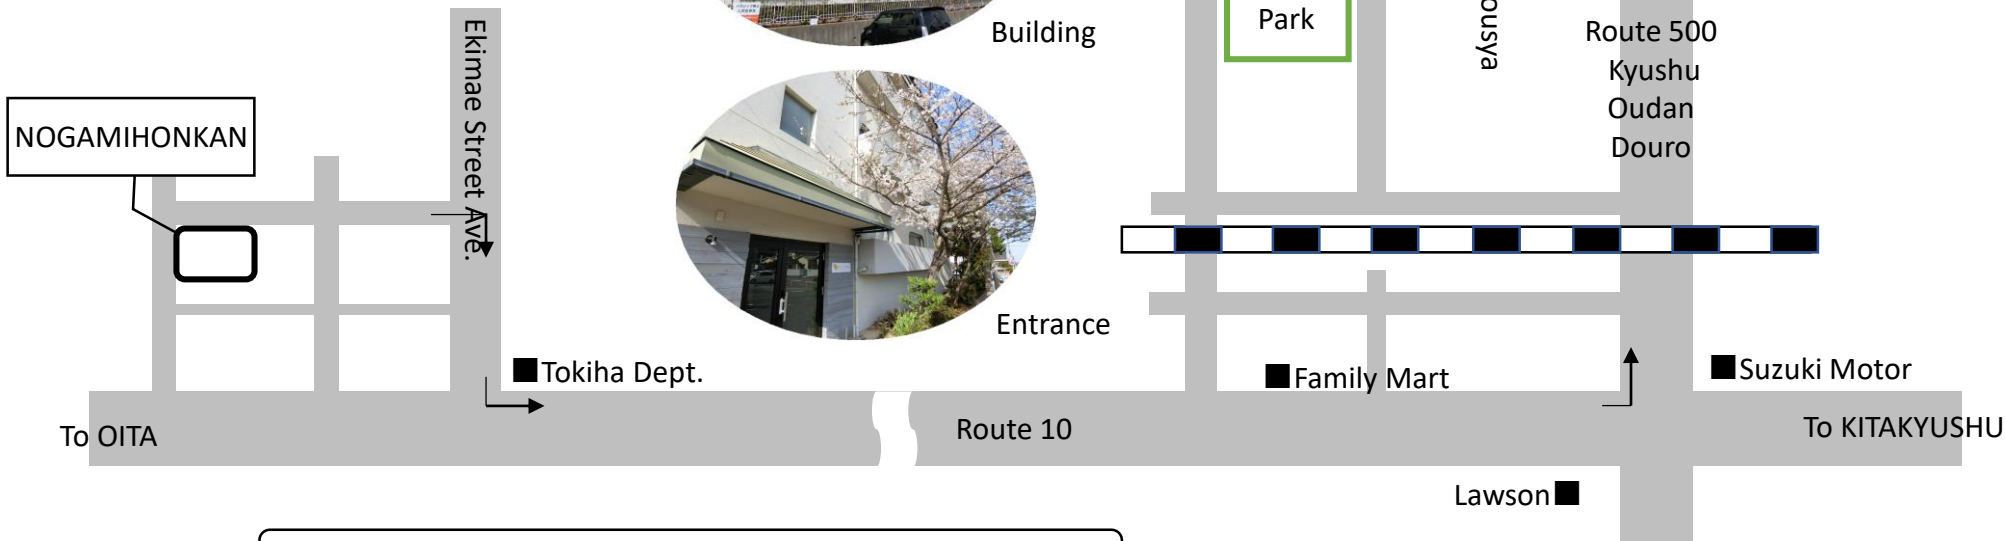 Building
Park
ousya
Route 500
Kyushu
Oudan
Douro
Ekimae Street Ave.
NOGAMIHONKAN
Entrance
Tokiha Dept.
Family Mart
Suzuki Motor
To OITA
Route 10
To KITAKYUSHU
Lawson